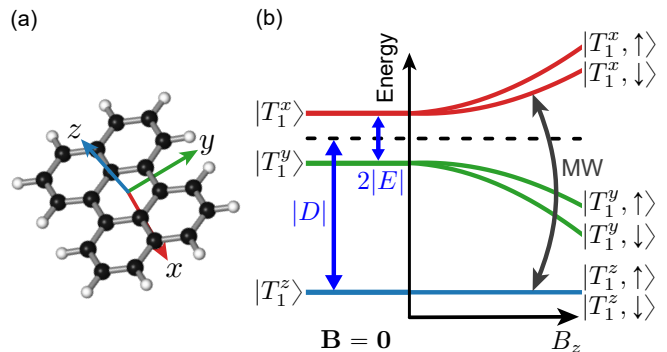 (a)
z
y
x
(b)
Energy
|T₁ˣ, ↑⟩
|T₁ˣ, ↓⟩
|T₁ˣ⟩
|T₁ʸ⟩
2|E|
MW
|D|
|T₁ʸ, ↑⟩
|T₁ʸ, ↓⟩
|T₁ᶻ⟩
|T₁ᶻ, ↑⟩
|T₁ᶻ, ↓⟩
B = 0
B_z